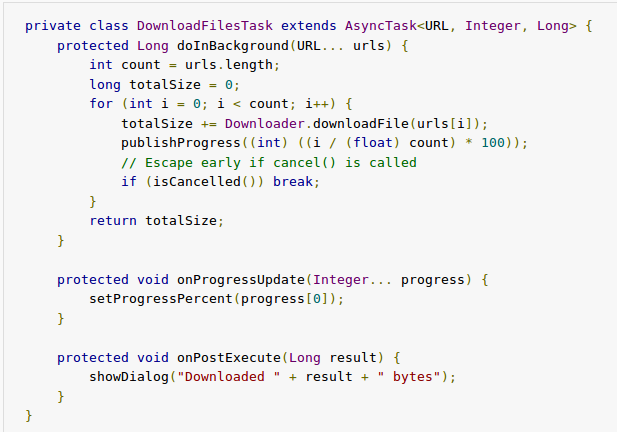 private class DownloadFilesTask extends AsyncTask<URL, Integer, Long> {
    protected Long doInBackground(URL... urls) {
        int count = urls.length;
        long totalSize = 0;
        for (int i = 0; i < count; i++) {
            totalSize += Downloader.downloadFile(urls[i]);
            publishProgress((int) ((i / (float) count) * 100));
            // Escape early if cancel() is called
            if (isCancelled()) break;
        }
        return totalSize;
    }

    protected void onProgressUpdate(Integer... progress) {
        setProgressPercent(progress[0]);
    }

    protected void onPostExecute(Long result) {
        showDialog("Downloaded " + result + " bytes");
    }
}